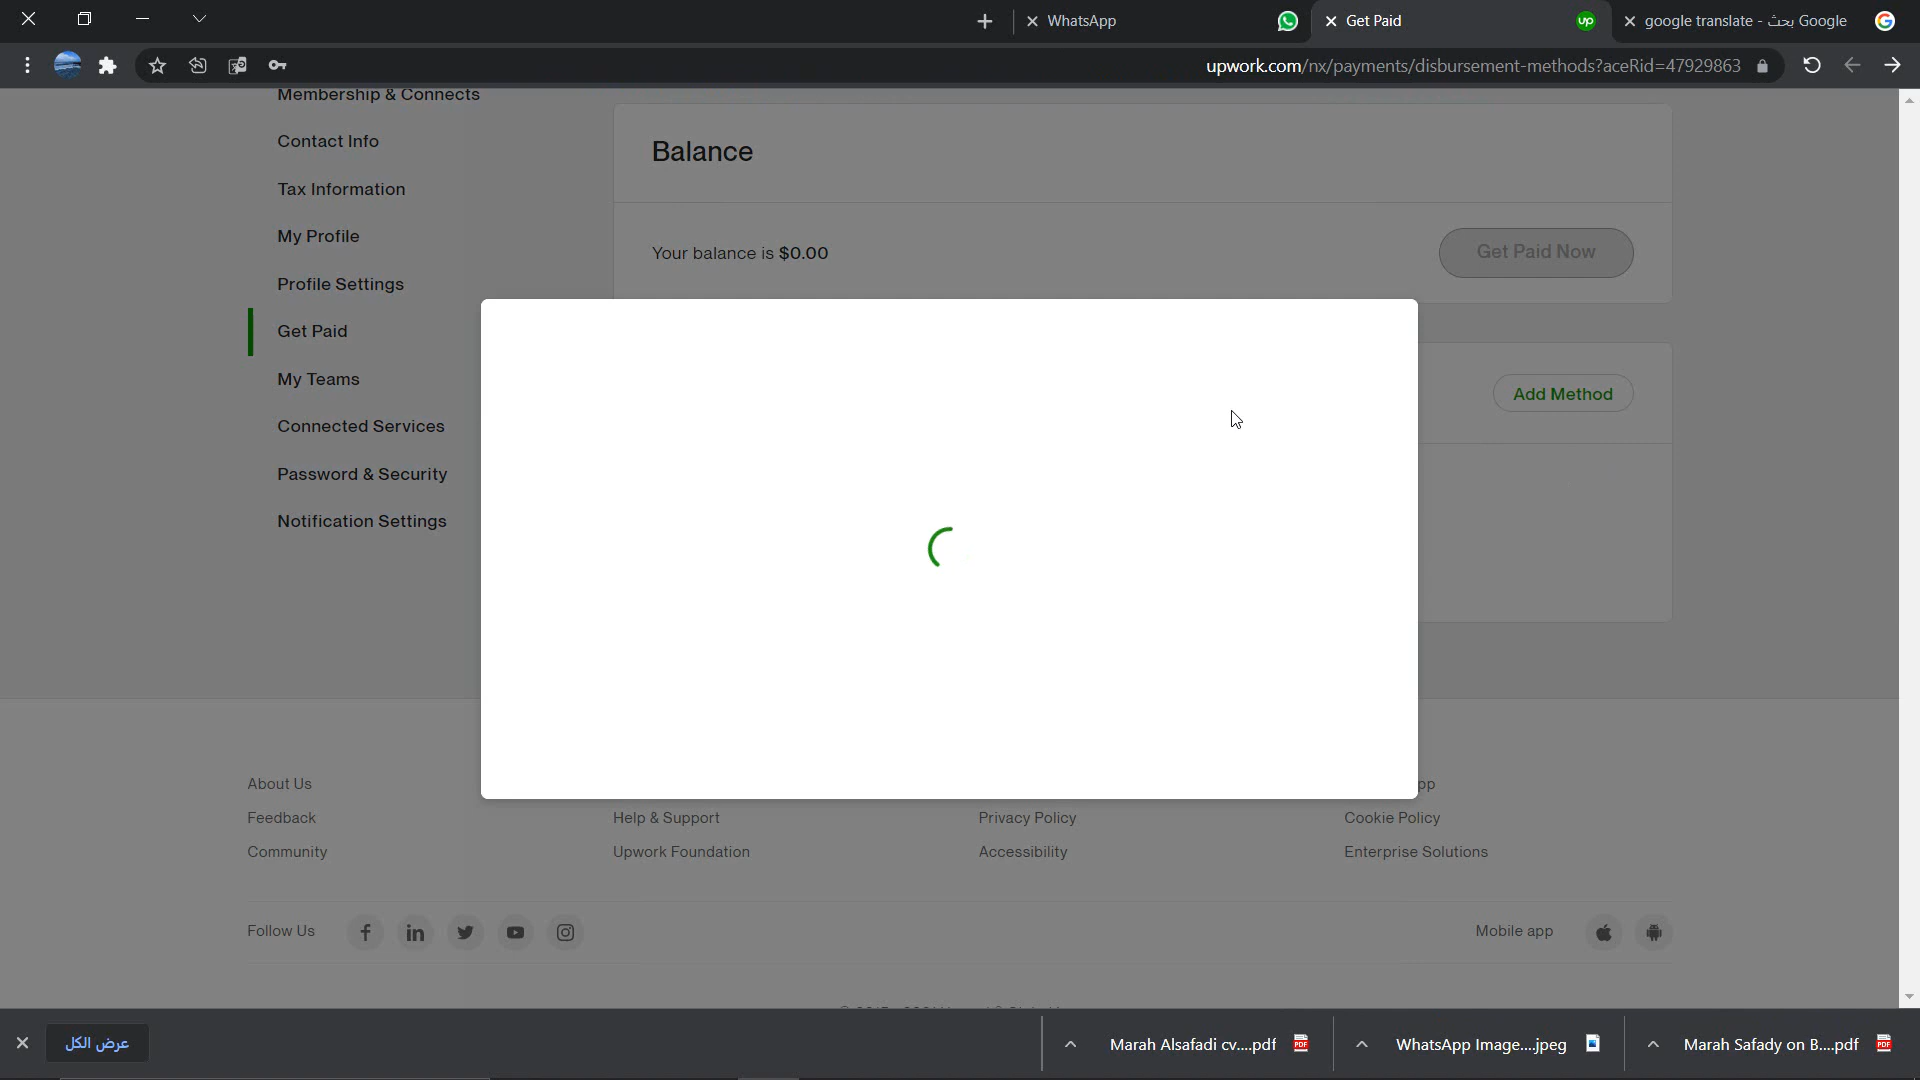 WhatsApp
Get Paid
up
google translate - بحث Google
upwork.com/nx/payments/disbursement-methods?aceRid=47929863
Membership & Connects
Contact Info
Tax Information
My Profile
Profile Settings
Get Paid
My Teams
Connected Services
Password & Security
Notification Settings
Balance
Your balance is $0.00
Get Paid Now
Add Method
About Us
Feedback
Community
Help & Support
Upwork Foundation
Privacy Policy
Accessibility
pp
Cookie Policy
Enterprise Solutions
Follow Us
Mobile app
عرض الكل
Marah Alsafadi cv....pdf
PDF
WhatsApp Image....jpeg
Marah Safady on B....pdf
PDF